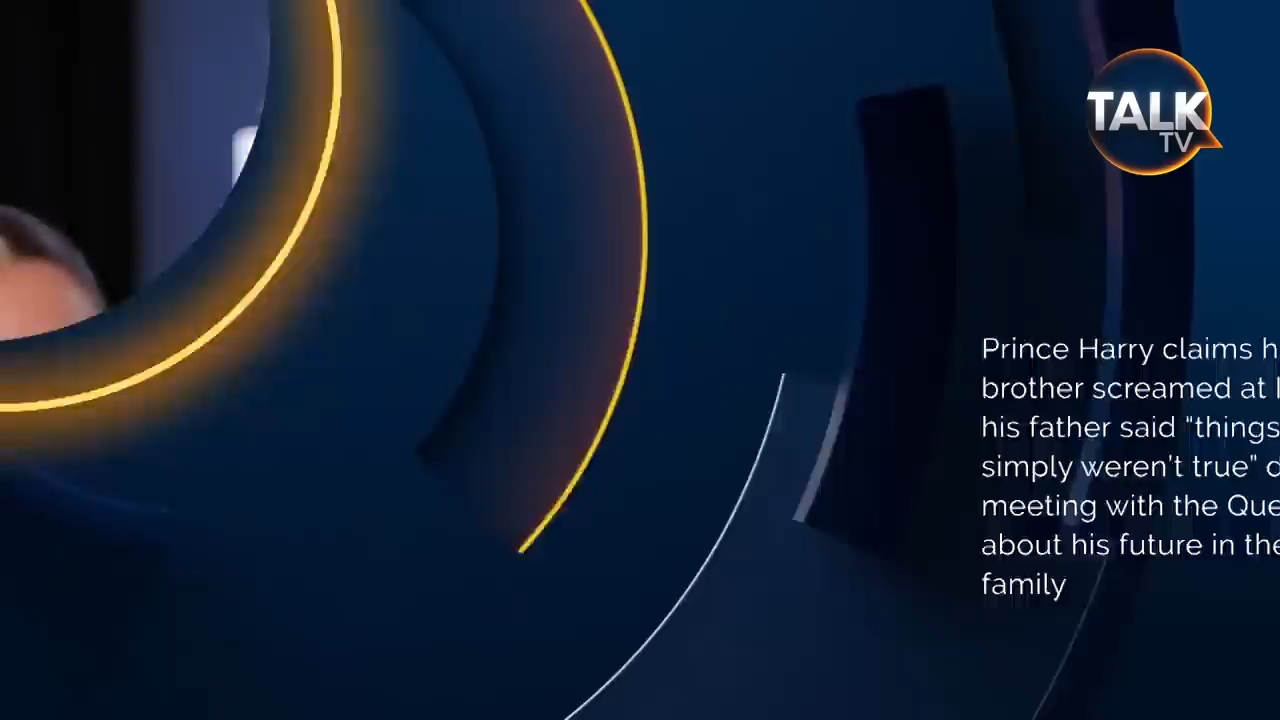 TALK
TV
Prince Harry claims
brother screamed at
his father said “things
simply weren’t true”
meeting with the
about his future in
family